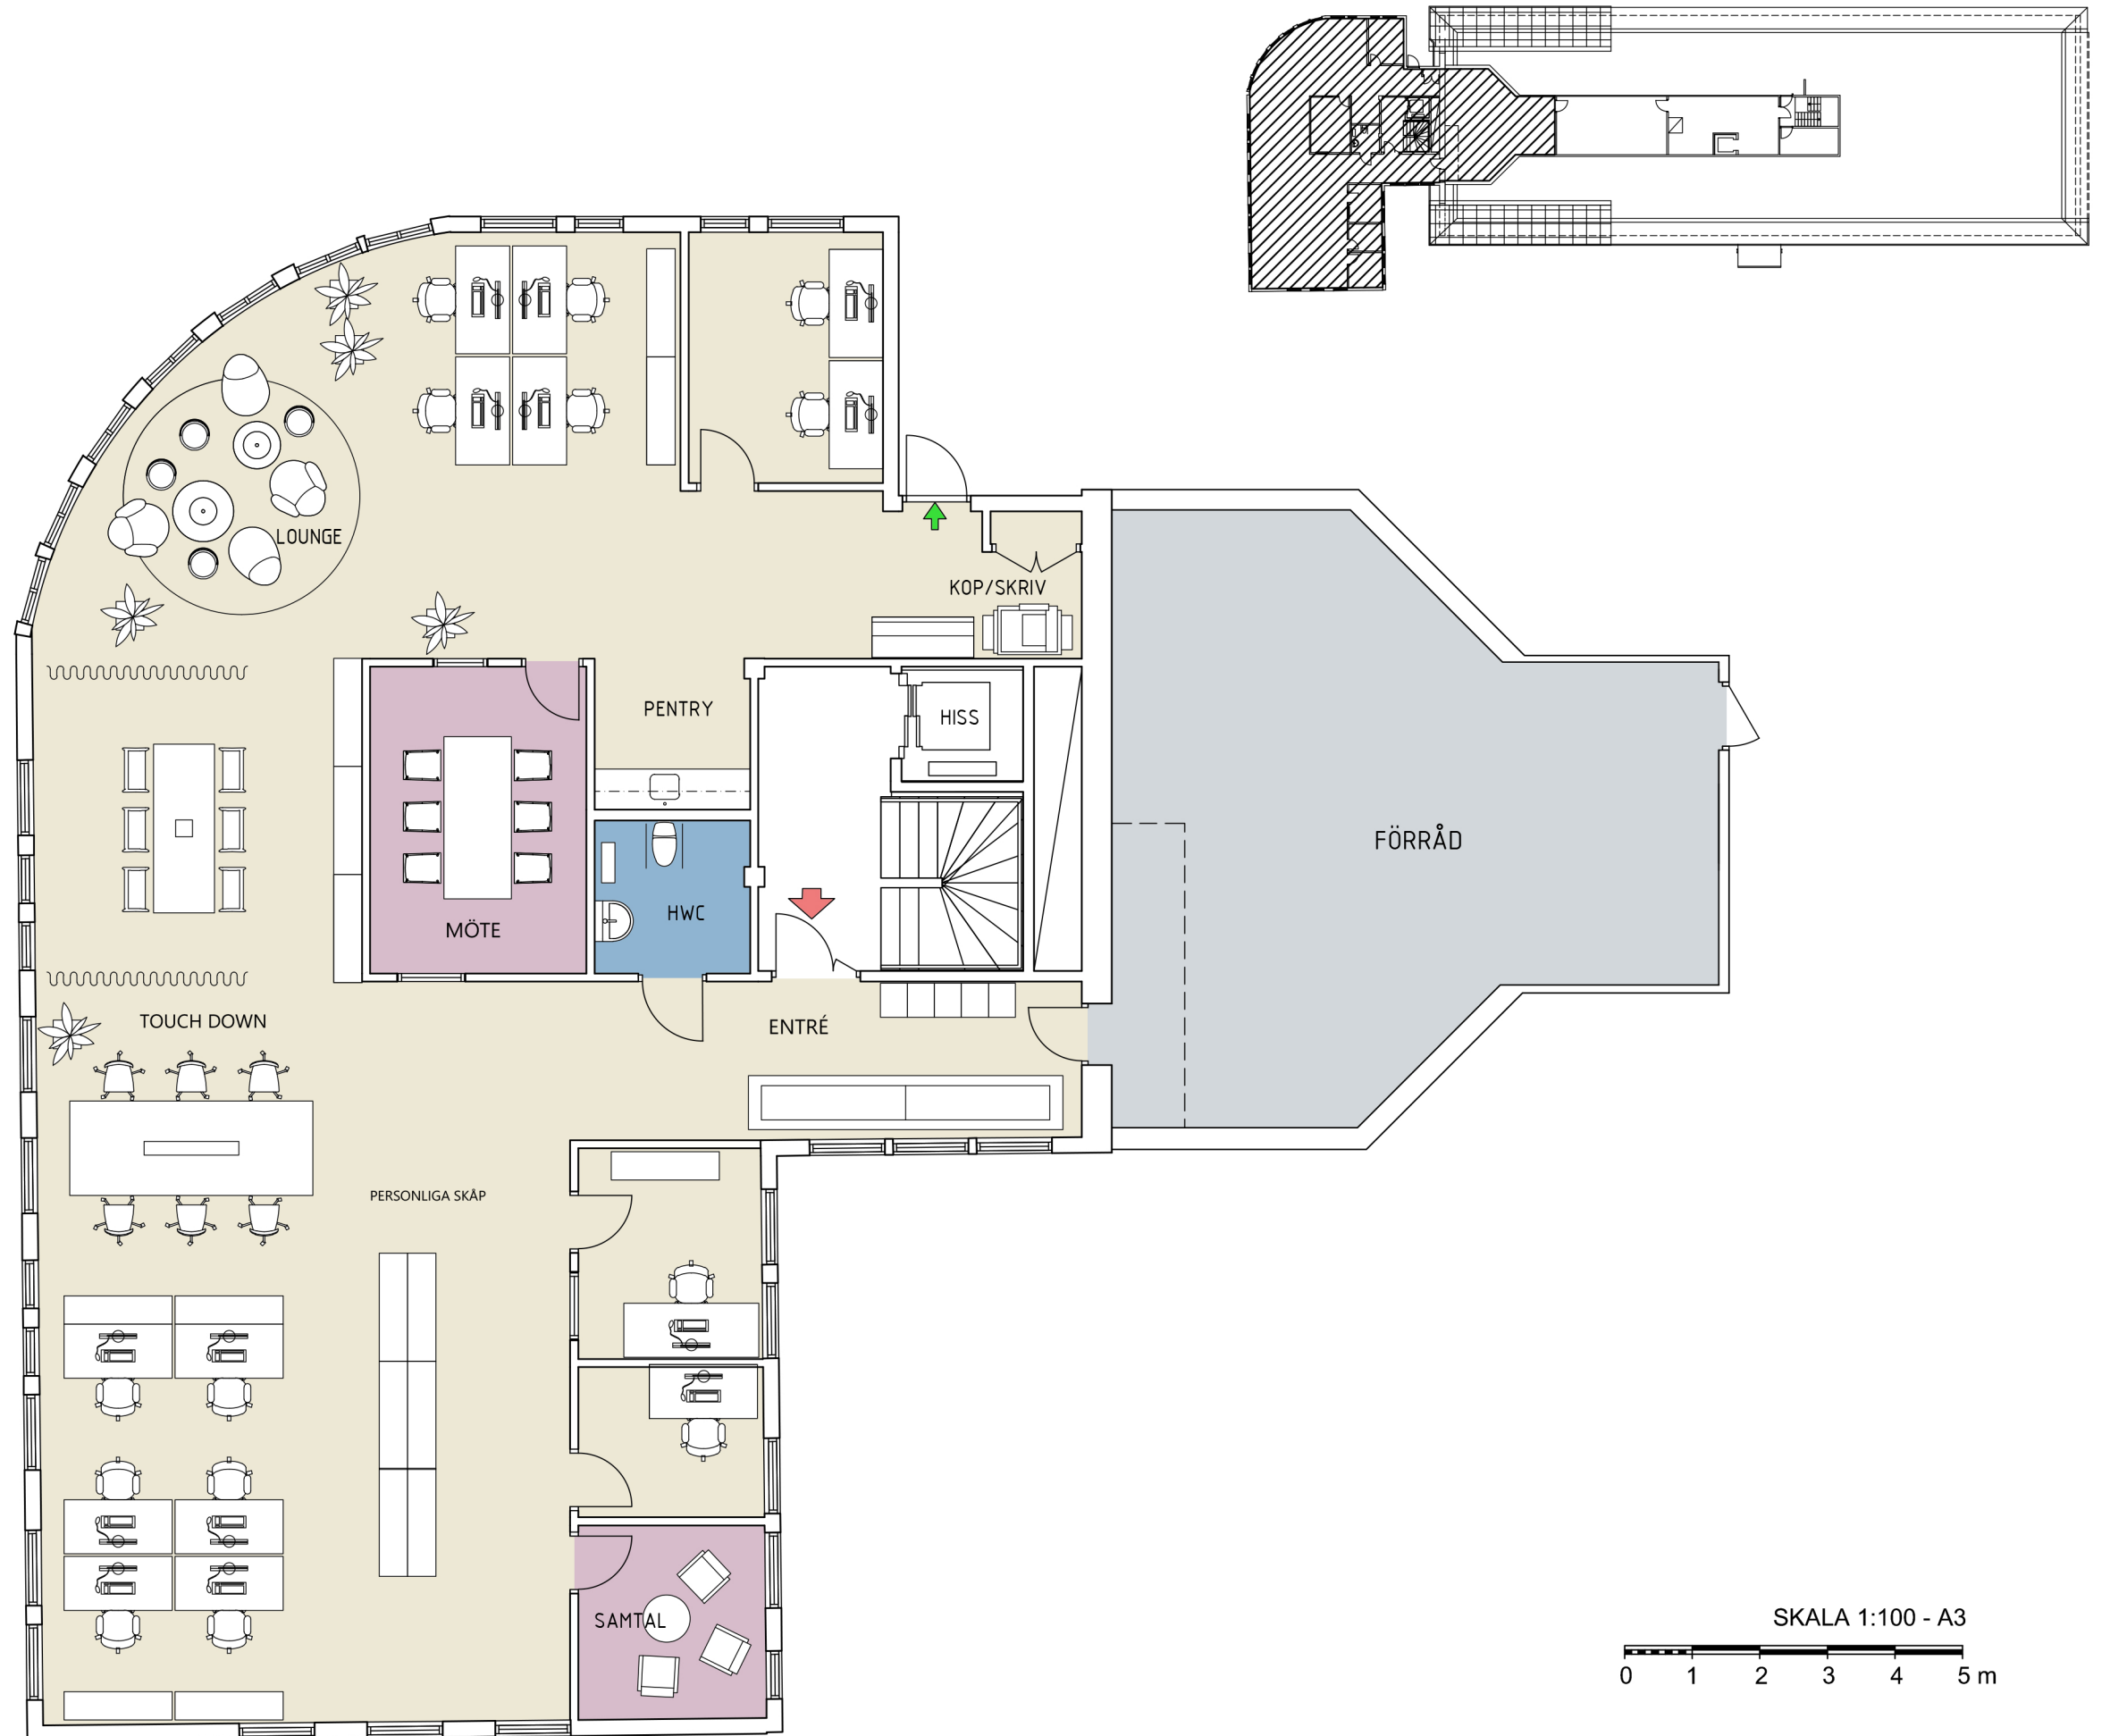 LOUNGE
KOP/SKRIV
PENTRY
HISS
FÖRRÅD
HWC
MÖTE
TOUCH DOWN
ENTRÉ
PERSONLIGA SKÅP
SAMTAL
SKALA 1:100 - A3
0 1 2 3 4 5 m